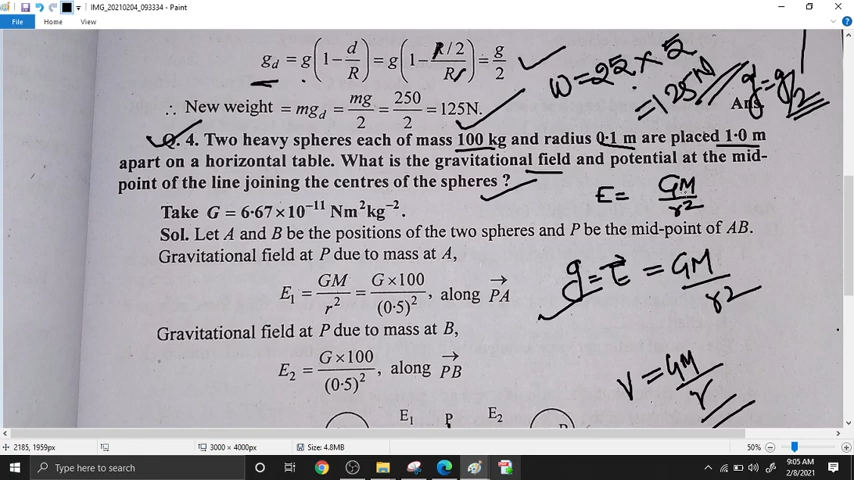 IMG_20210204_093334 - Paint
File Home View
g_d = g(1 − d/R) = g(1 − R/2 / R) = g/2
∴ New weight = mg_d = mg/2 = 250/2 = 125N.
W = 25 × 5
= 125N
g = g/2
Ans.
Q. 4. Two heavy spheres each of mass 100 kg and radius 0·1 m are placed 1·0 m
apart on a horizontal table. What is the gravitational field and potential at the mid-
point of the line joining the centres of the spheres ?
E = GM/r²
Take G = 6·67×10⁻¹¹ Nm²kg⁻².
Sol. Let A and B be the positions of the two spheres and P be the mid-point of AB.
Gravitational field at P due to mass at A,
E₁ = GM/r² = G×100/(0·5)², along PA→
g = E→ = GM/r²
Gravitational field at P due to mass at B,
E₂ = G×100/(0·5)², along PB→
V = GM/r
E₁ P E₂
2185, 1959px
3000 × 4000px
Size: 4.8MB
50%
Type here to search
9:05 AM
2/8/2021